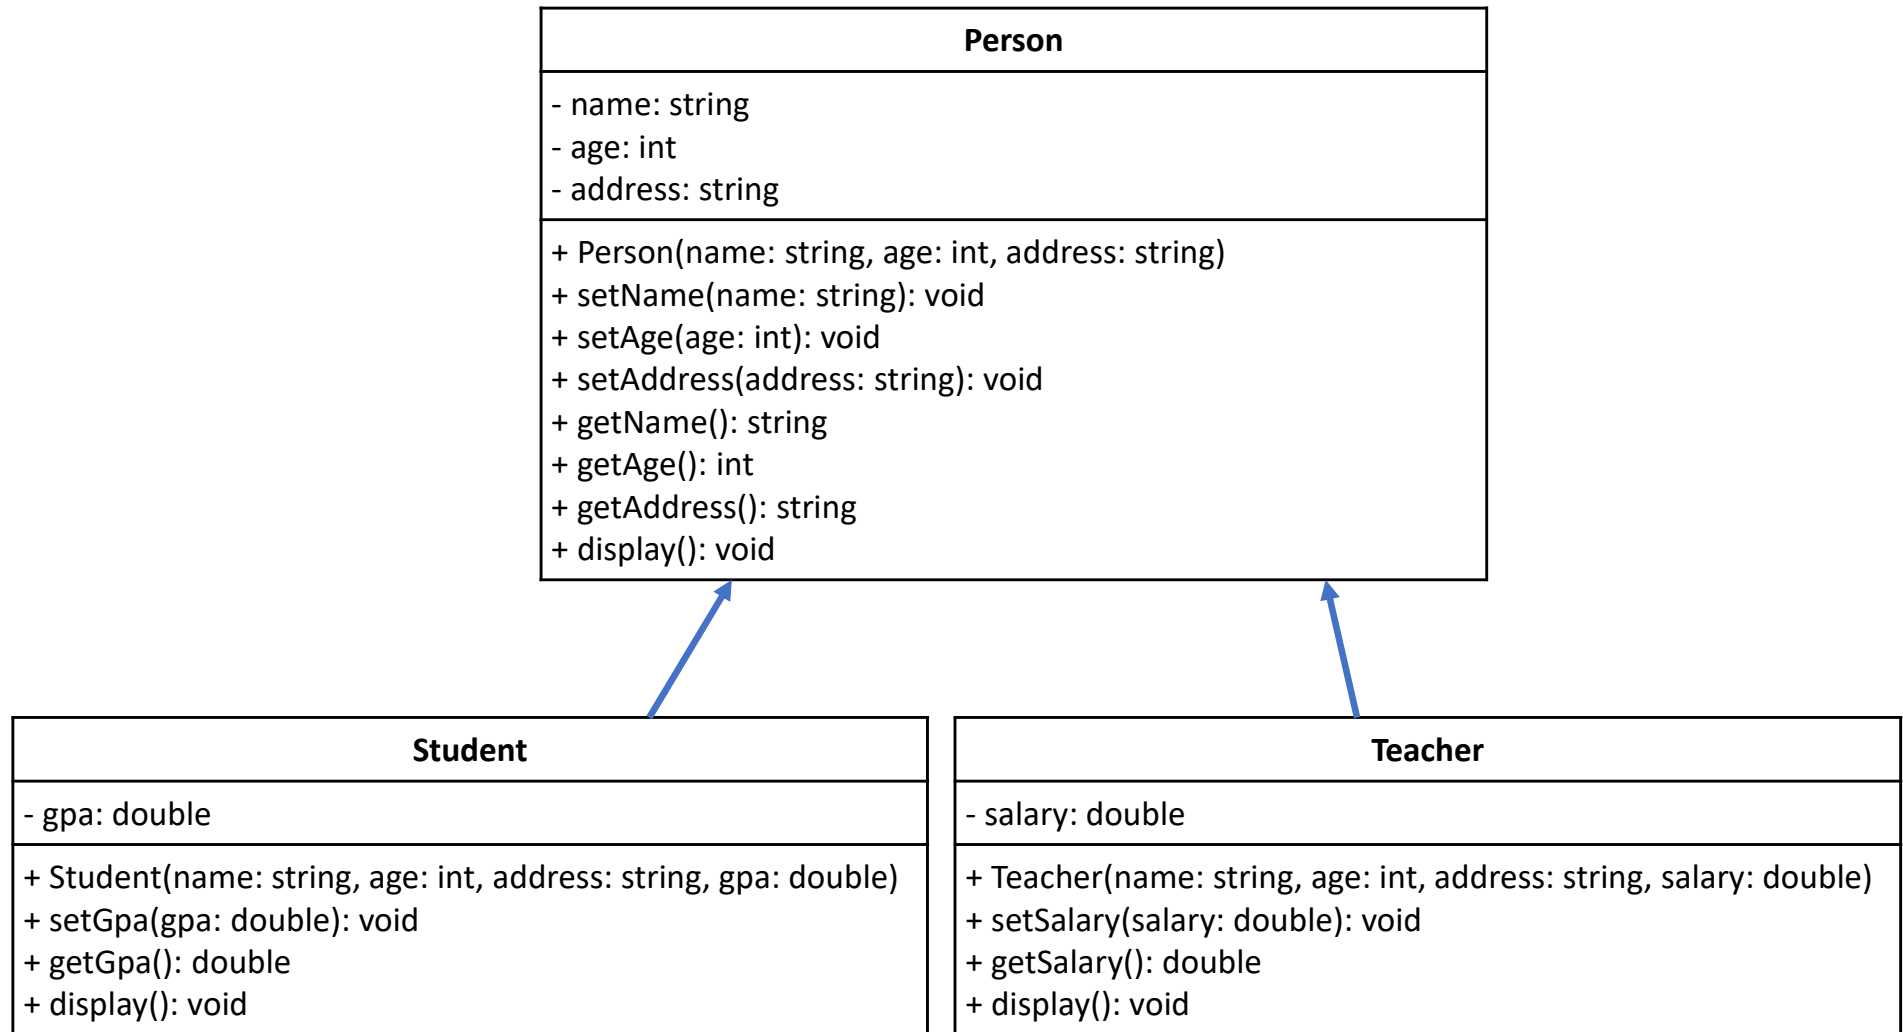 Person
- name: string
- age: int
- address: string
+ Person(name: string, age: int, address: string)
+ setName(name: string): void
+ setAge(age: int): void
+ setAddress(address: string): void
+ getName(): string
+ getAge(): int
+ getAddress(): string
+ display(): void
Student
- gpa: double
+ Student(name: string, age: int, address: string, gpa: double)
+ setGpa(gpa: double): void
+ getGpa(): double
+ display(): void
Teacher
- salary: double
+ Teacher(name: string, age: int, address: string, salary: double)
+ setSalary(salary: double): void
+ getSalary(): double
+ display(): void